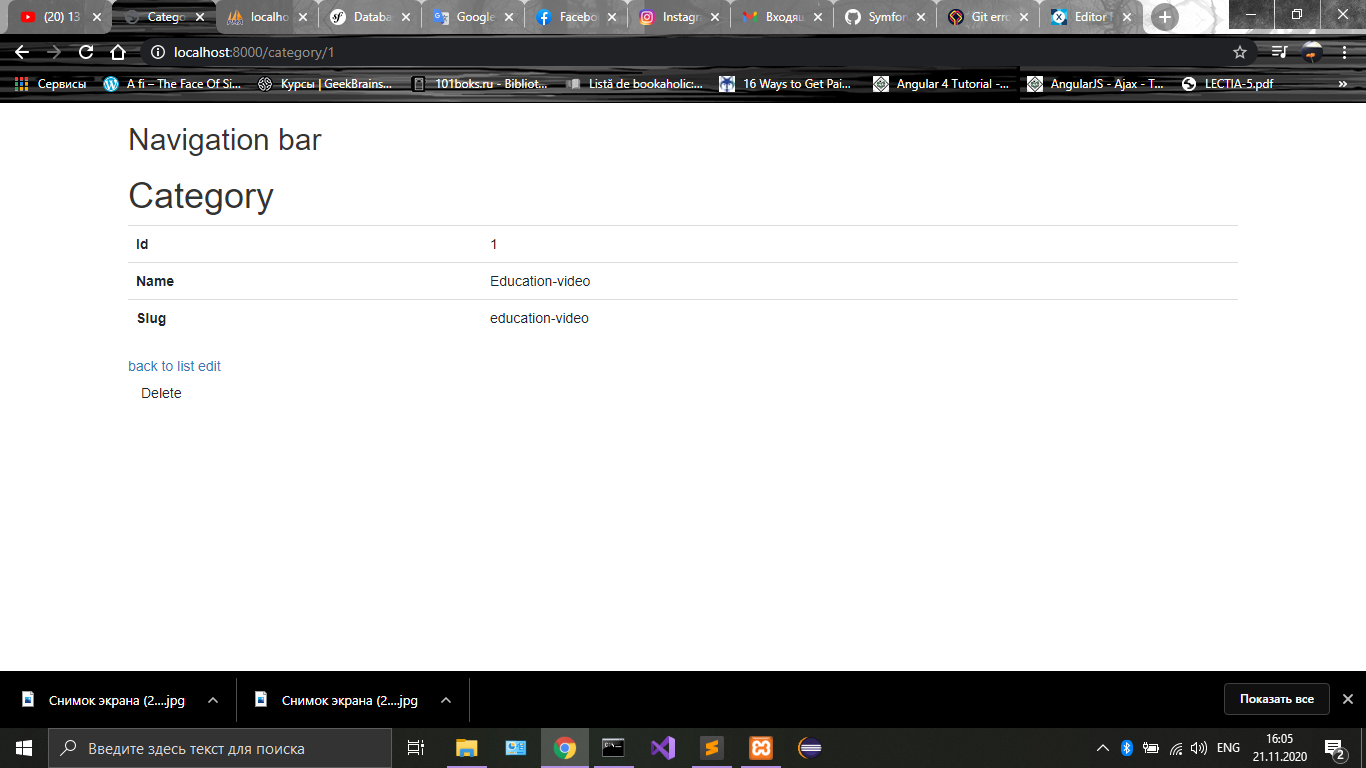 (20) 13
Catego
localho
Databa
Google
Facebo
Instagr
Входящ
Symfor
Git erro
Editor T
localhost:8000/category/1
Сервисы
A fi – The Face Of Si...
Курсы | GeekBrains...
101boks.ru - Bibliot...
Listă de bookaholic:...
16 Ways to Get Pai...
Angular 4 Tutorial -...
AngularJS - Ajax - T...
LECTIA-5.pdf
»
Navigation bar
Category
Id 1
Name Education-video
Slug education-video
back to list edit
Delete
Снимок экрана (2....jpg
Снимок экрана (2....jpg
Показать все
Введите здесь текст для поиска
ENG
16:05
21.11.2020
2